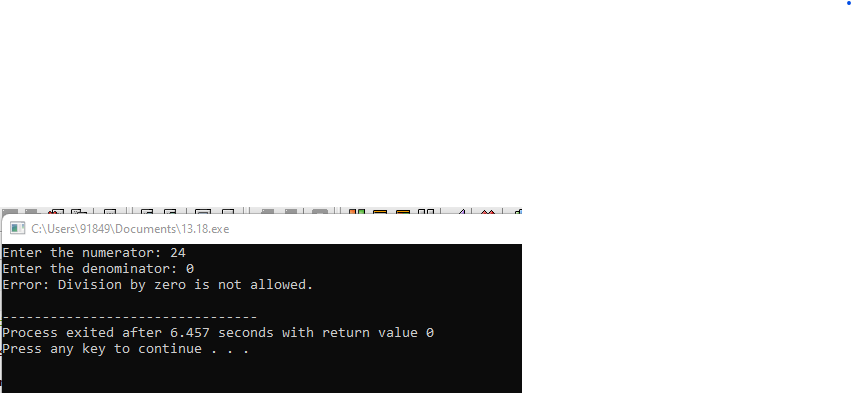 C:\Users\91849\Documents\13.18.exe
Enter the numerator: 24
Enter the denominator: 0
Error: Division by zero is not allowed.
--------------------------------
Process exited after 6.457 seconds with return value 0
Press any key to continue . . .